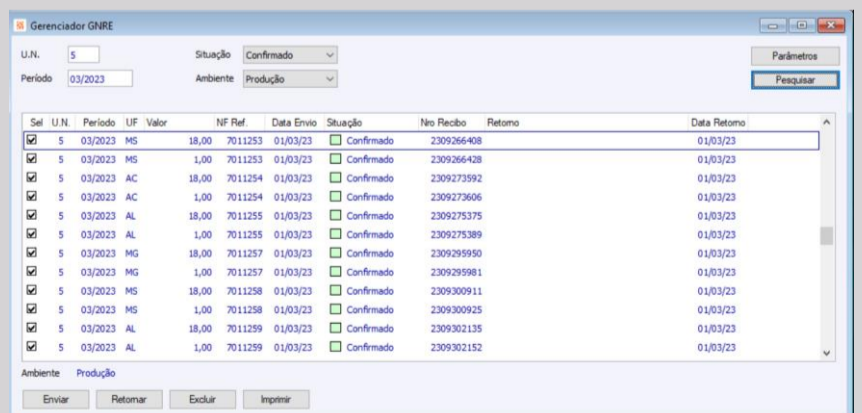 Gerenciador GNRE
U.N. 5 Situação Confirmado Parâmetros
Período 03/2023 Ambiente Produção Pesquisar
Sel U.N. Período UF Valor NF Ref. Data Envio Situação Nro Recibo Retorno Data Retorno
5 03/2023 MS 18,00 7011253 01/03/23 Confirmado 2309266408 01/03/23
5 03/2023 MS 1,00 7011253 01/03/23 Confirmado 2309266428 01/03/23
5 03/2023 AC 18,00 7011254 01/03/23 Confirmado 2309273592 01/03/23
5 03/2023 AC 1,00 7011254 01/03/23 Confirmado 2309273606 01/03/23
5 03/2023 AL 18,00 7011255 01/03/23 Confirmado 2309275375 01/03/23
5 03/2023 AL 1,00 7011255 01/03/23 Confirmado 2309275389 01/03/23
5 03/2023 MG 18,00 7011257 01/03/23 Confirmado 2309295950 01/03/23
5 03/2023 MG 1,00 7011257 01/03/23 Confirmado 2309295981 01/03/23
5 03/2023 MS 18,00 7011258 01/03/23 Confirmado 2309300911 01/03/23
5 03/2023 MS 1,00 7011258 01/03/23 Confirmado 2309300925 01/03/23
5 03/2023 AL 18,00 7011259 01/03/23 Confirmado 2309302135 01/03/23
5 03/2023 AL 1,00 7011259 01/03/23 Confirmado 2309302152 01/03/23
Ambiente Produção
Enviar Retornar Excluir Imprimir